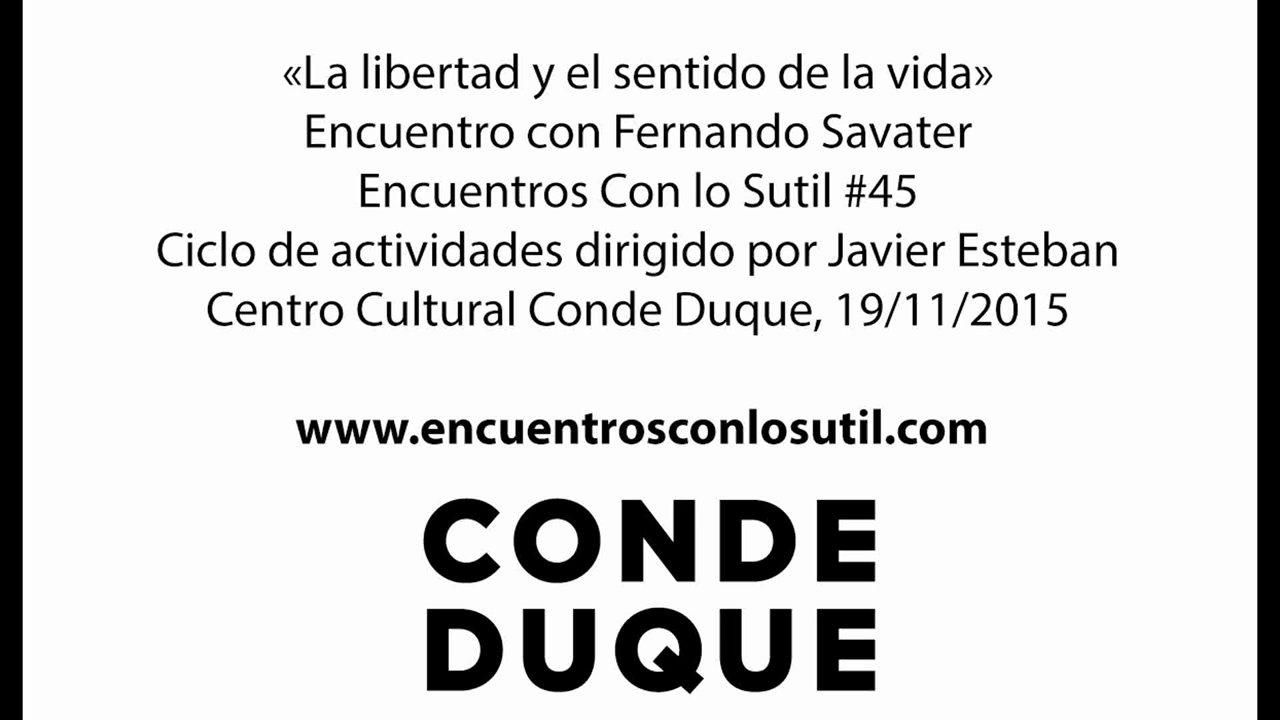 «La libertad y el sentido de la vida»
Encuentro con Fernando Savater
Encuentros Con lo Sutil #45
Ciclo de actividades dirigido por Javier Esteban
Centro Cultural Conde Duque, 19/11/2015
www.encuentrosconlosutil.com
CONDE
DUQUE